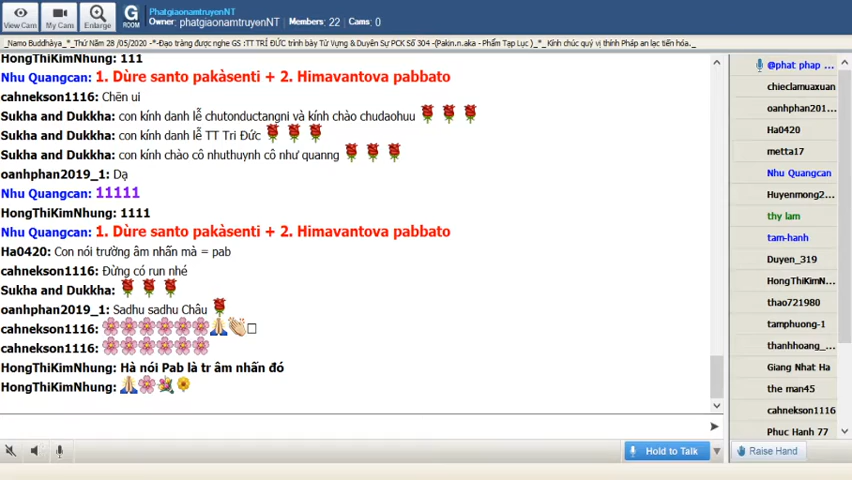 View Cam
My Cam
Enlarge
G
ROOM
PhatgiaonamtruyenNT
Owner: phatgiaonamtruyenNT Members: 22 Cams: 0
_Namo Buddhàya_*_Thứ Năm 28 /05/2020 -*-Đạo tràng được nghe GS :TT TRÍ ĐỨC trình bày Từ Vựng & Duyên Sự PCK Số 304 -(Pakin.n.aka - Phẩm Tạp Lục )_*_ Kính chúc quý vị thính Pháp an lạc tiến hóa._
HongThiKimNhung: 111
Nhu Quangcan: 1. Dùre santo pakàsenti + 2. Himavantova pabbato
cahnekson1116: Chẽn ui
Sukha and Dukkha: con kính danh lễ chutonductangni và kính chào chudaohuu
Sukha and Dukkha: con kính danh lễ TT Tri Đức
Sukha and Dukkha: con kính chào cô nhuthuynh cô như quanng
oanhphan2019_1: Dạ
Nhu Quangcan: 11111
HongThiKimNhung: 1111
Nhu Quangcan: 1. Dùre santo pakàsenti + 2. Himavantova pabbato
Ha0420: Con nói trường âm nhấn mà = pab
cahnekson1116: Đừng có run nhé
Sukha and Dukkha:
oanhphan2019_1: Sadhu sadhu Châu
cahnekson1116:
cahnekson1116:
HongThiKimNhung: Hà nói Pab là tr âm nhấn đó
HongThiKimNhung:
@phat phap ...
chieclamuaxuan
oanhphan201...
Ha0420
metta17
Nhu Quangcan
Huyenmong2...
thy lam
tam-hanh
Duyen_319
HongThiKimN...
thao721980
tamphuong-1
thanhhoang_...
Giang Nhat Ha
the man45
cahnekson1116
Phuc Hanh 77
Hold to Talk
Raise Hand